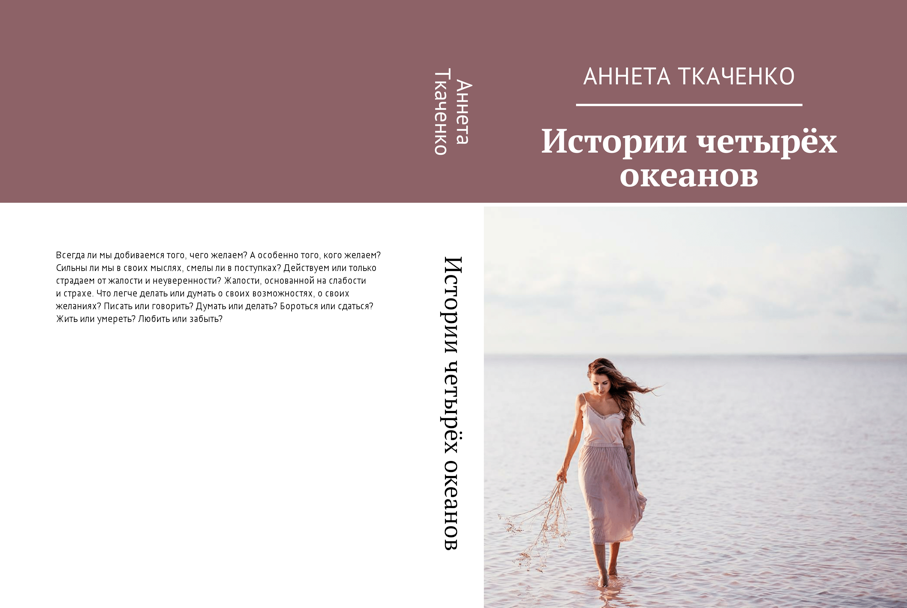 АННЕТА ТКАЧЕНКО
Истории четырёх
океанов
Аннета
Ткаченко
Истории четырёх океанов
Всегда ли мы добиваемся того, чего желаем? А особенно того, кого желаем?
Сильны ли мы в своих мыслях, смелы ли в поступках? Действуем или только
страдаем от жалости и неуверенности? Жалости, основанной на слабости
и страхе. Что легче делать или думать о своих возможностях, о своих
желаниях? Писать или говорить? Думать или делать? Бороться или сдаться?
Жить или умереть? Любить или забыть?